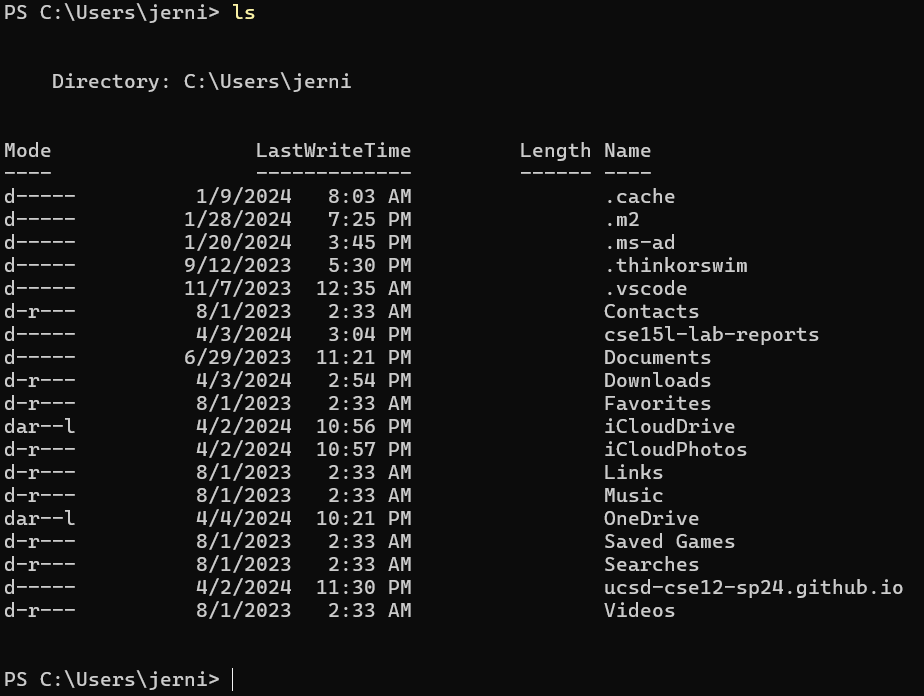 PS C:\Users\jerni> ls
Directory: C:\Users\jerni
Mode LastWriteTime Length Name
---- ------------- ------ ----
d----- 1/9/2024 8:03 AM .cache
d----- 1/28/2024 7:25 PM .m2
d----- 1/20/2024 3:45 PM .ms-ad
d----- 9/12/2023 5:30 PM .thinkorswim
d----- 11/7/2023 12:35 AM .vscode
d-r--- 8/1/2023 2:33 AM Contacts
d----- 4/3/2024 3:04 PM cse15l-lab-reports
d----- 6/29/2023 11:21 PM Documents
d-r--- 4/3/2024 2:54 PM Downloads
d-r--- 8/1/2023 2:33 AM Favorites
dar--l 4/2/2024 10:56 PM iCloudDrive
d-r--- 4/2/2024 10:57 PM iCloudPhotos
d-r--- 8/1/2023 2:33 AM Links
d-r--- 8/1/2023 2:33 AM Music
dar--l 4/4/2024 10:21 PM OneDrive
d-r--- 8/1/2023 2:33 AM Saved Games
d-r--- 8/1/2023 2:33 AM Searches
d----- 4/2/2024 11:30 PM ucsd-cse12-sp24.github.io
d-r--- 8/1/2023 2:33 AM Videos
PS C:\Users\jerni>